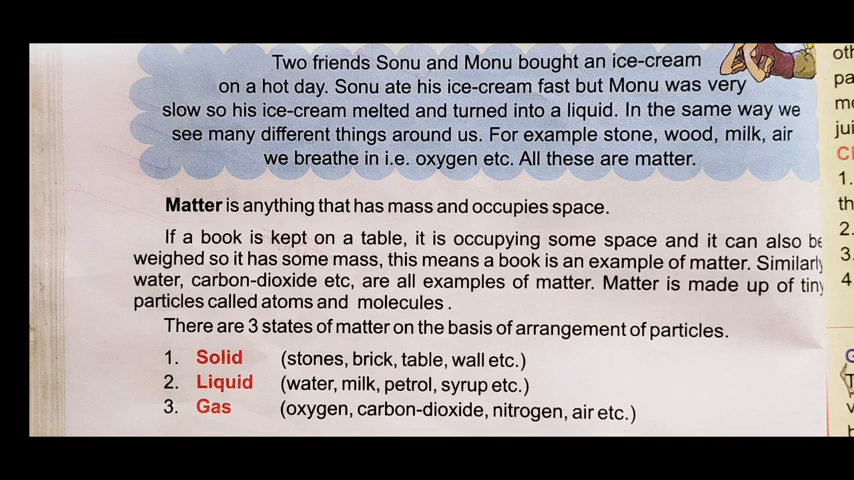 Two friends Sonu and Monu bought an ice-cream
on a hot day. Sonu ate his ice-cream fast but Monu was very
slow so his ice-cream melted and turned into a liquid. In the same way we
see many different things around us. For example stone, wood, milk, air
we breathe in i.e. oxygen etc. All these are matter.
Matter is anything that has mass and occupies space.
If a book is kept on a table, it is occupying some space and it can also be
weighed so it has some mass, this means a book is an example of matter. Similarly
water, carbon-dioxide etc, are all examples of matter. Matter is made up of tiny
particles called atoms and molecules.
There are 3 states of matter on the basis of arrangement of particles.
1. Solid (stones, brick, table, wall etc.)
2. Liquid (water, milk, petrol, syrup etc.)
3. Gas (oxygen, carbon-dioxide, nitrogen, air etc.)
1.
th
2.
3.
4